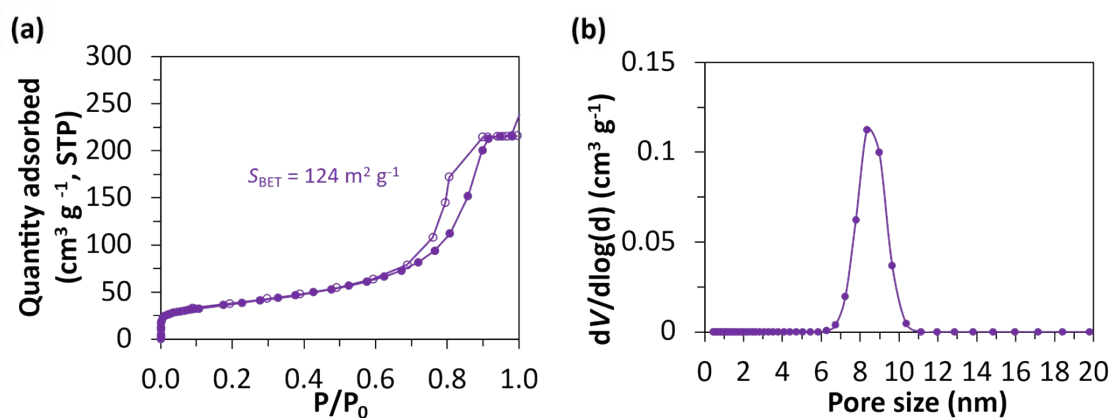 (a)
Quantity adsorbed
(cm³ g ⁻¹, STP)
300
250
200
150
100
50
0
S_BET = 124 m² g⁻¹
0.0 0.2 0.4 0.6 0.8 1.0
P/P₀
(b)
dV/dlog(d) (cm³ g⁻¹)
0.15
0.1
0.05
0
0 2 4 6 8 10 12 14 16 18 20
Pore size (nm)